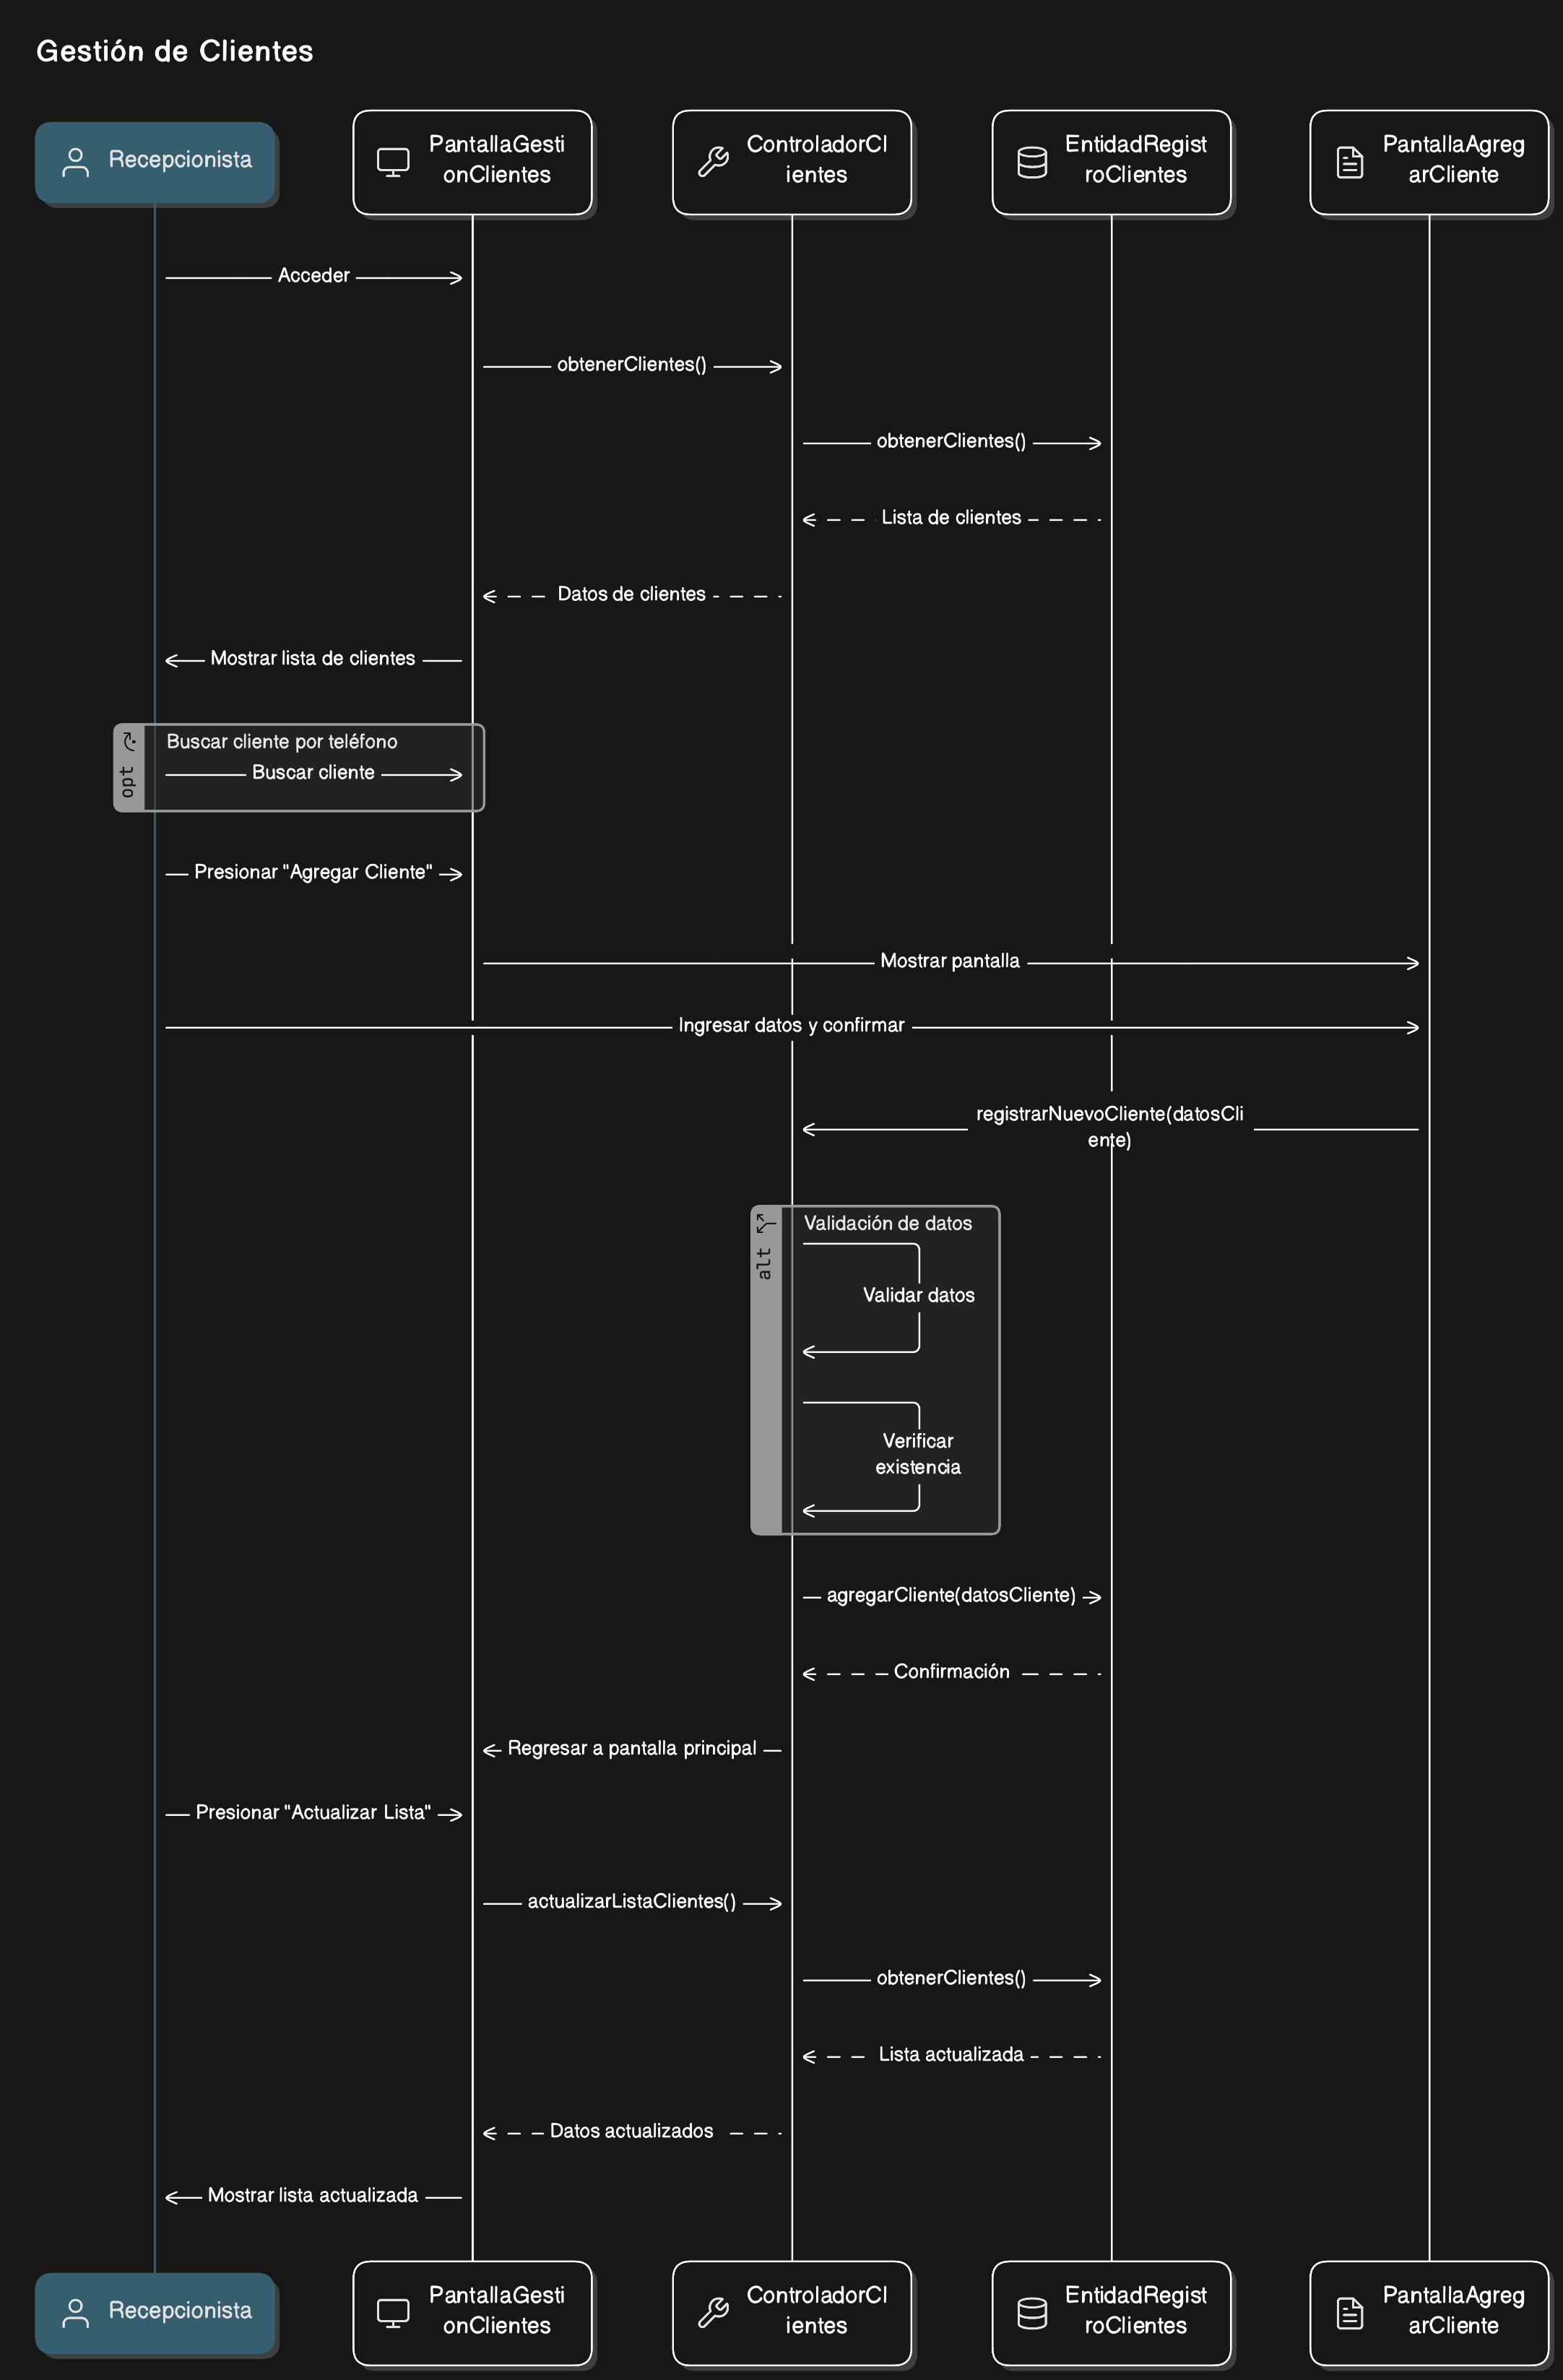 Gestión de Clientes
Recepcionista
PantallaGesti
onClientes
ControladorCl
ientes
EntidadRegist
roClientes
PantallaAgreg
arCliente
Acceder
obtenerClientes()
obtenerClientes()
Lista de clientes
Datos de clientes
Mostrar lista de clientes
opt
Buscar cliente por teléfono
Buscar cliente
Presionar "Agregar Cliente"
Mostrar pantalla
Ingresar datos y confirmar
registrarNuevoCliente(datosCli
ente)
alt
Validación de datos
Validar datos
Verificar
existencia
agregarCliente(datosCliente)
Confirmación
Regresar a pantalla principal
Presionar "Actualizar Lista"
actualizarListaClientes()
obtenerClientes()
Lista actualizada
Datos actualizados
Mostrar lista actualizada
Recepcionista
PantallaGesti
onClientes
ControladorCl
ientes
EntidadRegist
roClientes
PantallaAgreg
arCliente